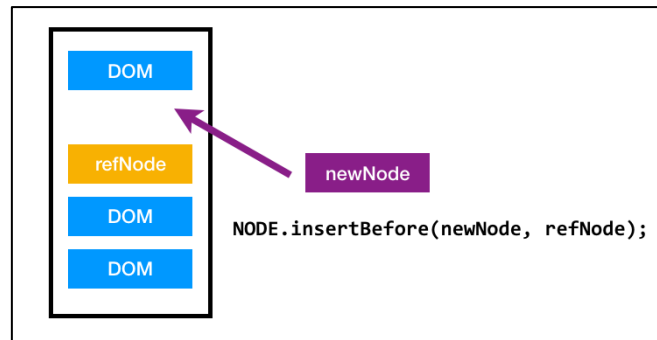 DOM
refNode
newNode
DOM
NODE.insertBefore(newNode, refNode);
DOM